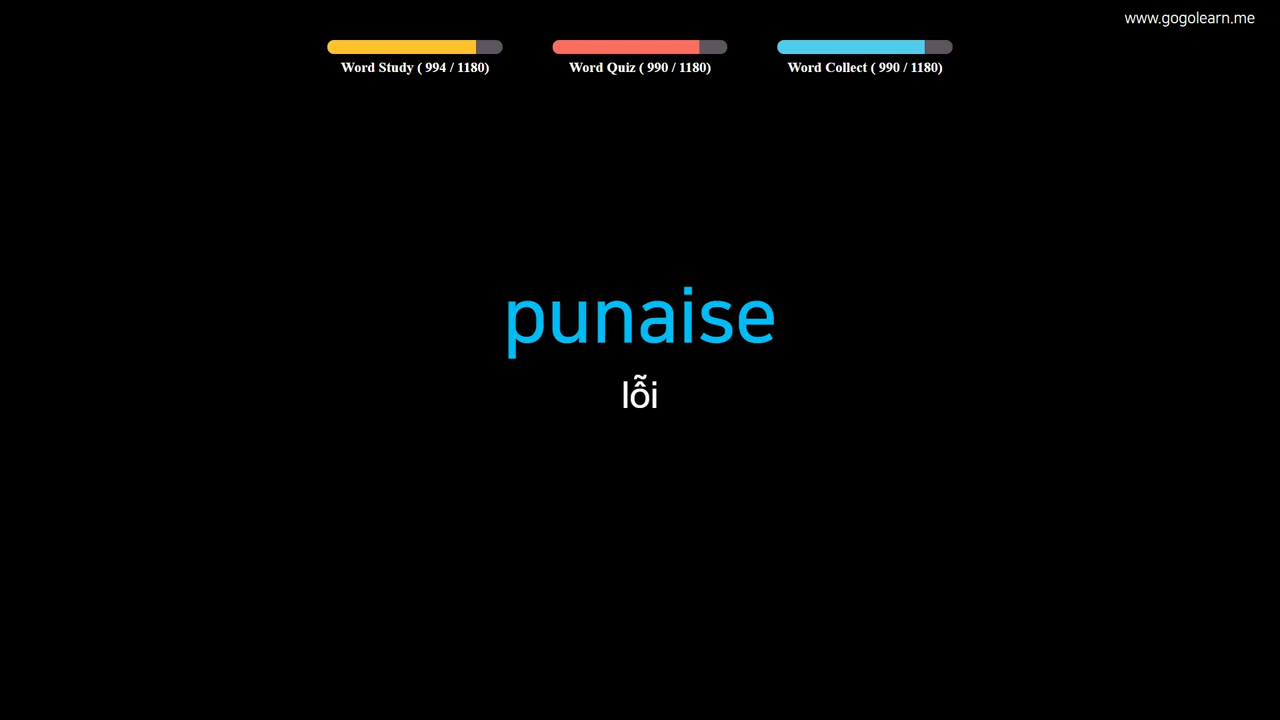 www.gogolearn.me
Word Study ( 994 / 1180)
Word Quiz ( 990 / 1180)
Word Collect ( 990 / 1180)
punaise
lỗi